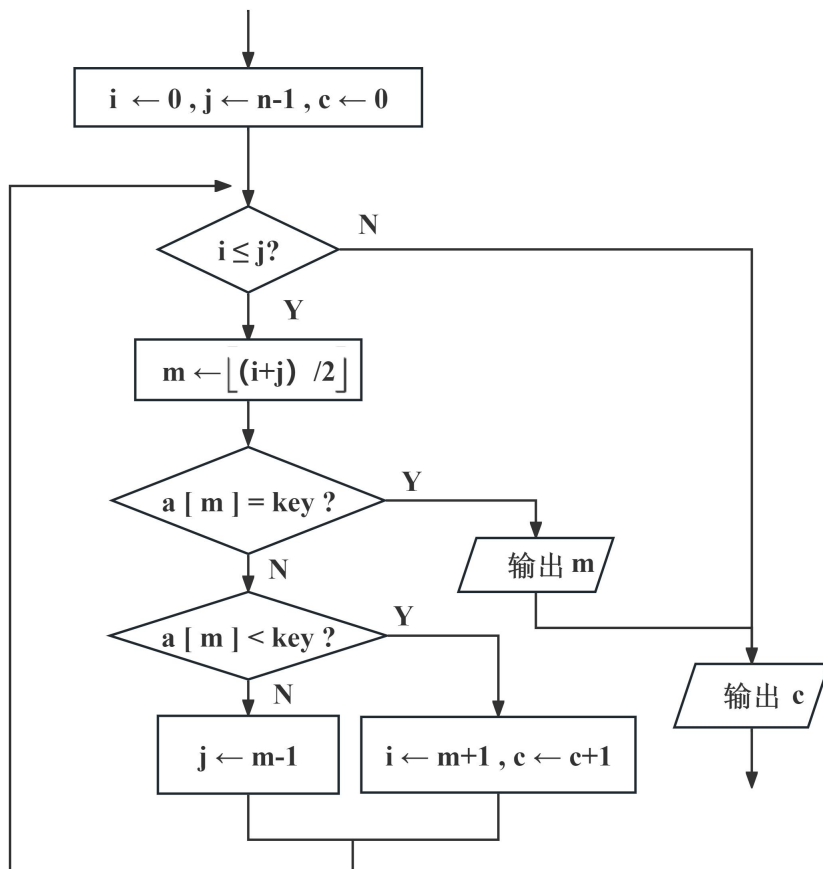 i ← 0 , j ← n-1 , c ← 0
N
i ≤ j?
Y
m ← ⌊(i+j) /2⌋
Y
a [ m ] = key ?
输出 m
N
Y
a [ m ] < key ?
N
输出 c
j ← m-1
i ← m+1 , c ← c+1